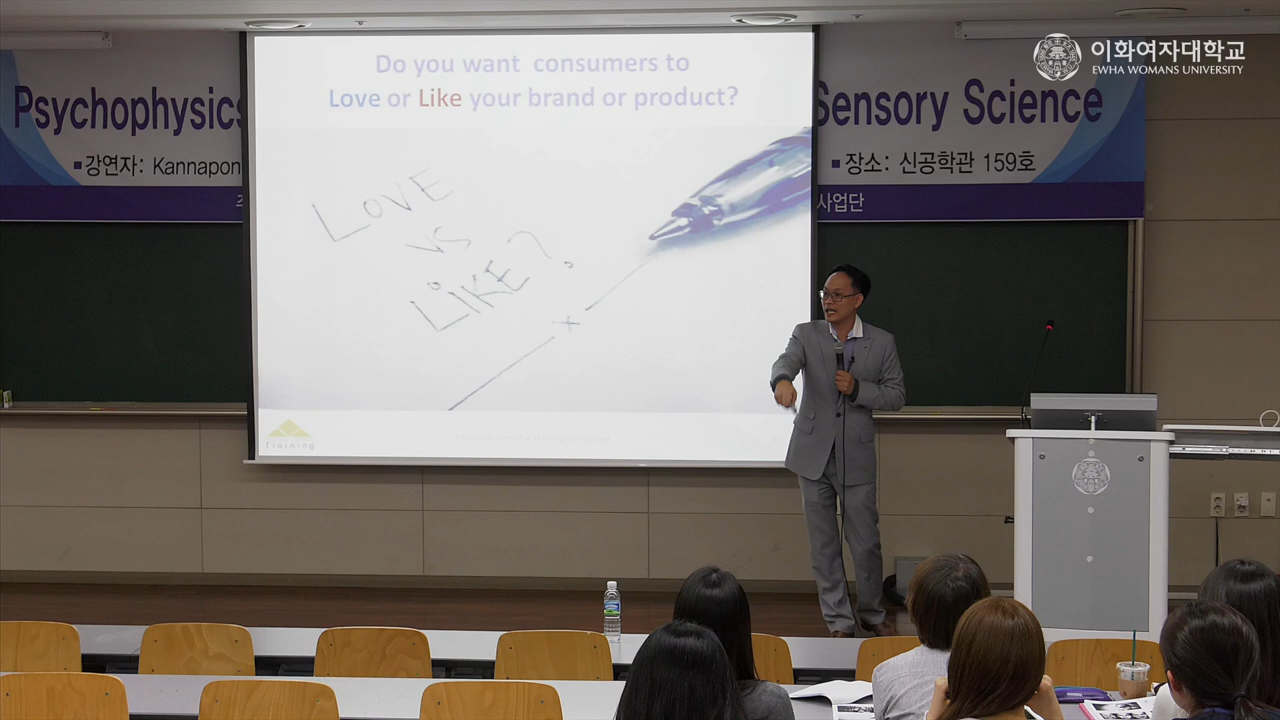 이화여자대학교
EWHA WOMANS UNIVERSITY
Psychophysics
Sensory Science
▪강연자: Kannapon
▪장소: 신공학관 159호
사업단
Do you want consumers to
Love or Like your brand or product?
LOVE
VS
LIKE?
training